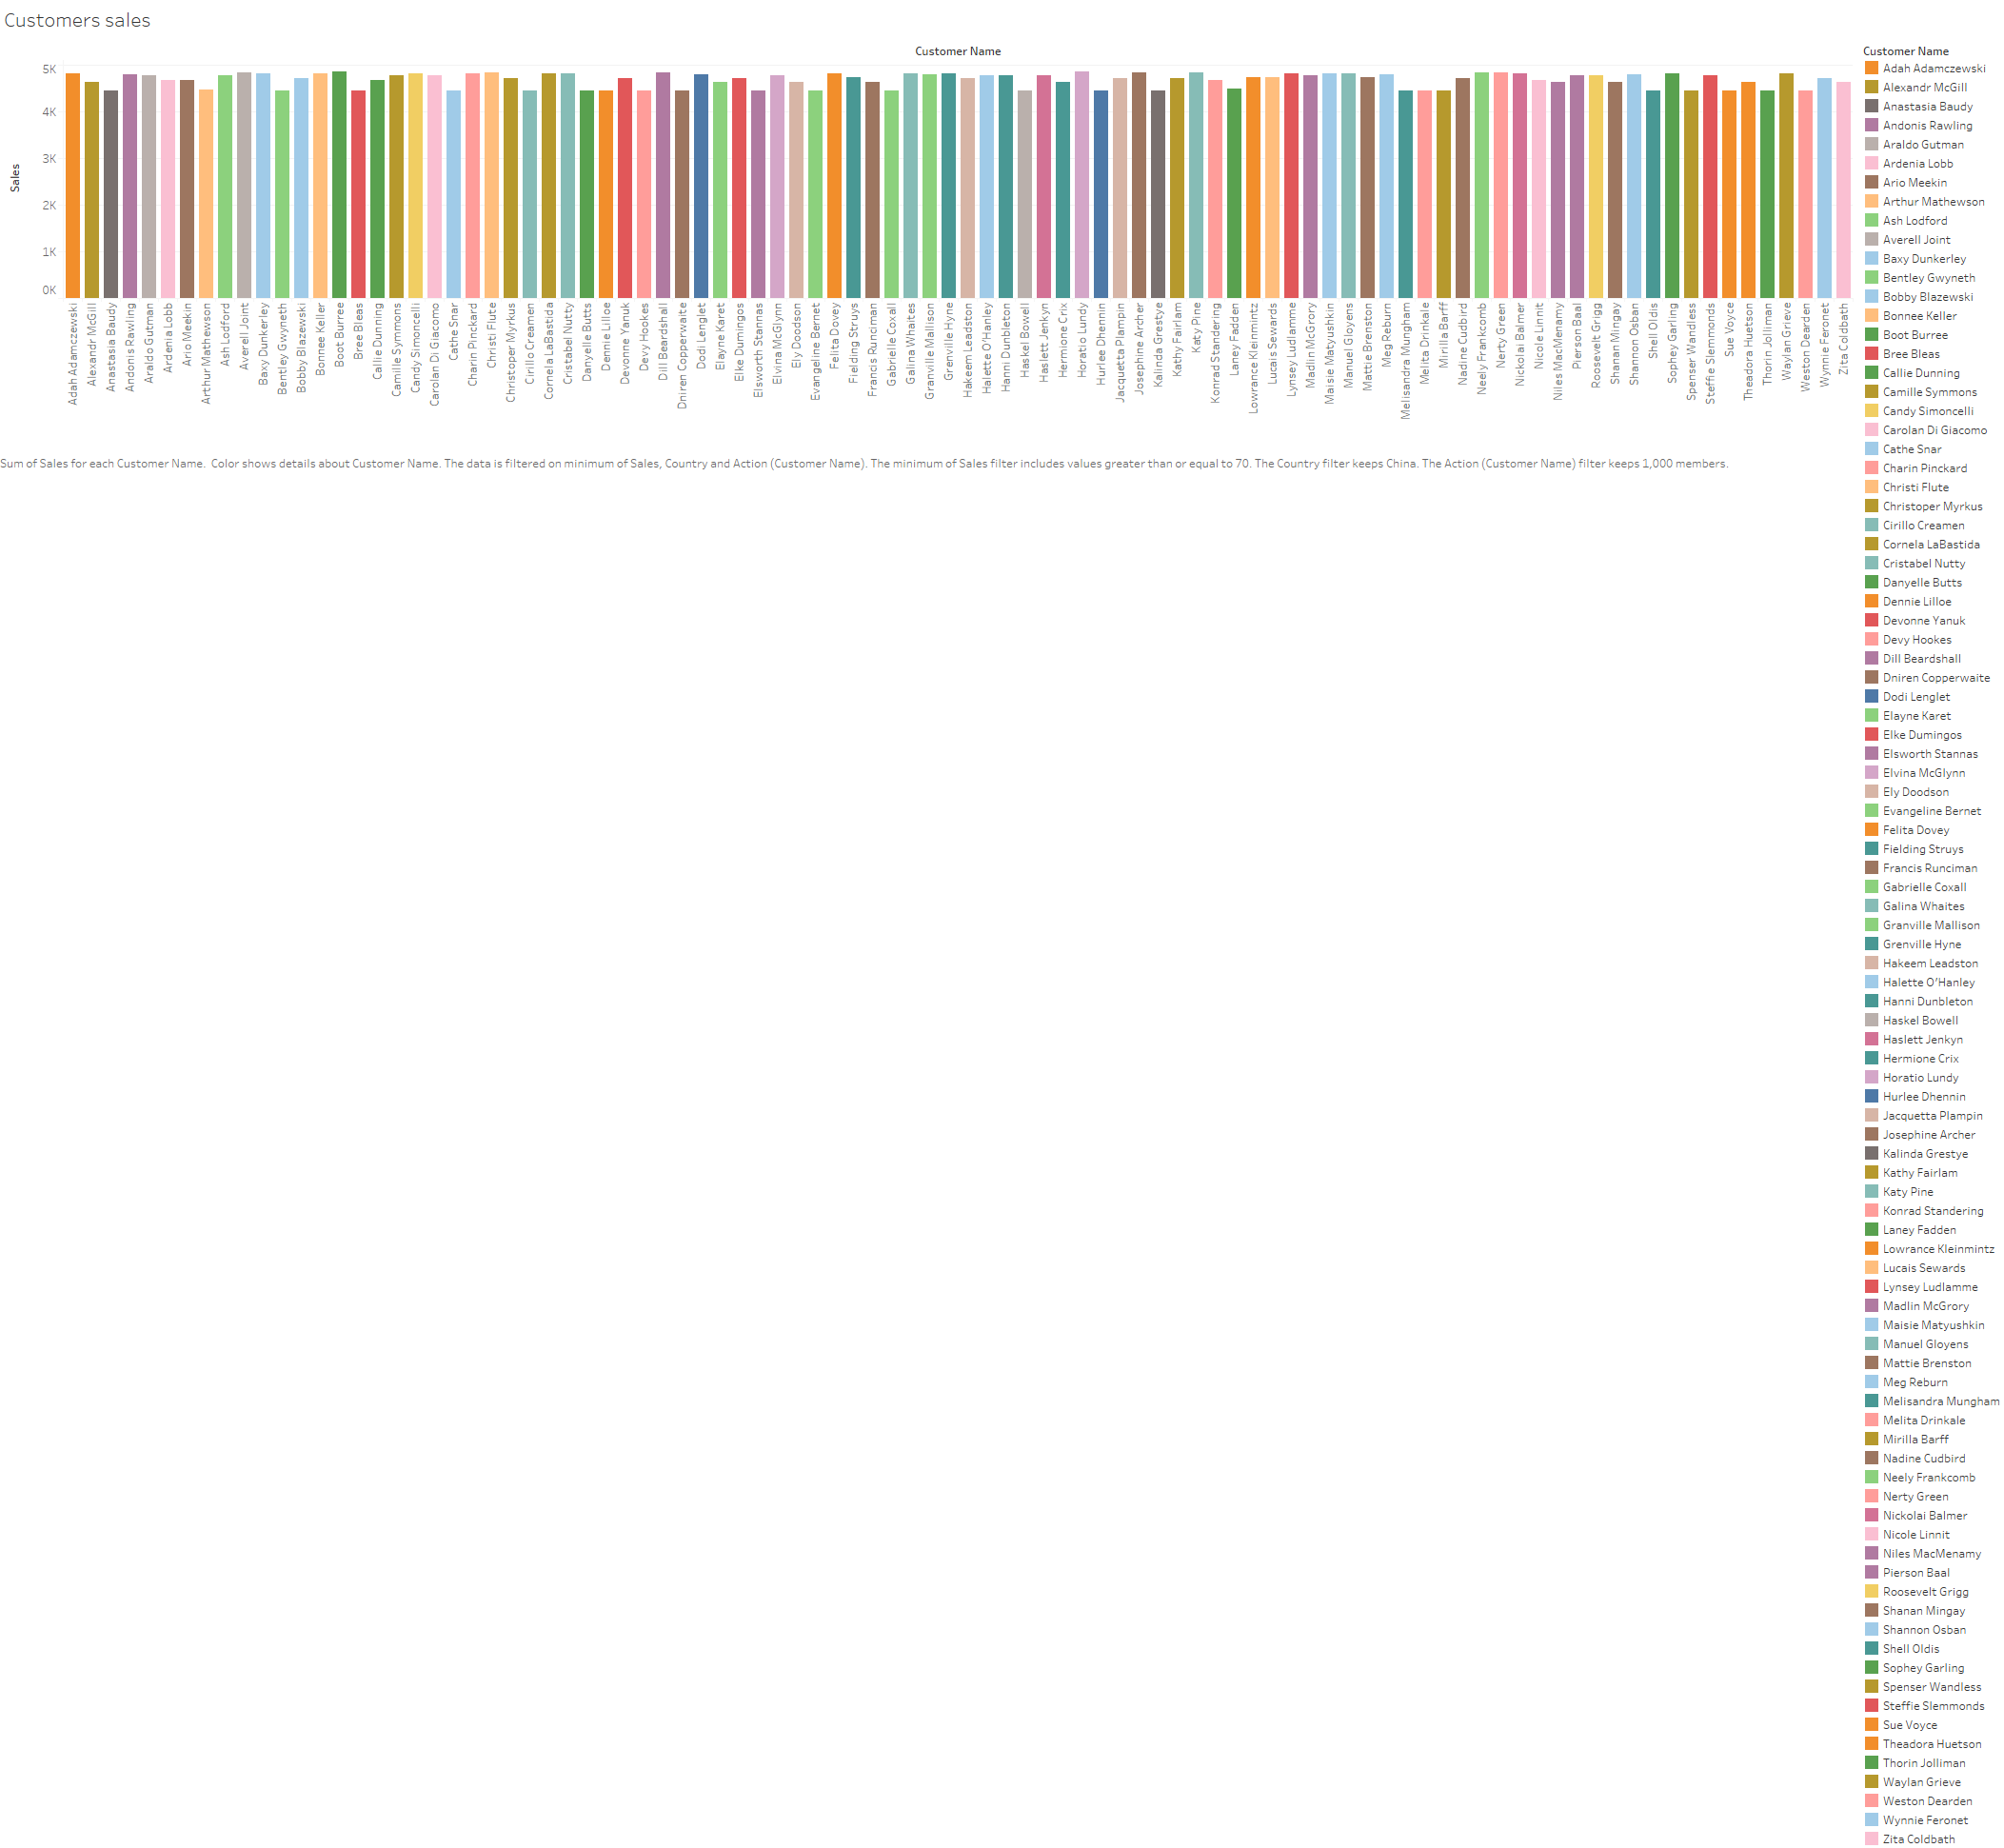 Customers sales
Customer Name
Sales
5K
4K
3K
2K
1K
0K
Adah Adamczewski
Alexandr McGill
Anastasia Baudy
Andonis Rawling
Araldo Gutman
Ardenia Lobb
Ario Meekin
Arthur Mathewson
Ash Lodford
Averell Joint
Baxy Dunkerley
Bentley Gwyneth
Bobby Blazewski
Bonnee Keller
Boot Burree
Bree Bleas
Callie Dunning
Camille Symmons
Candy Simoncelli
Carolan Di Giacomo
Cathe Snar
Charin Pinckard
Christi Flute
Christoper Myrkus
Cirillo Creamen
Cornela LaBastida
Cristabel Nutty
Danyelle Butts
Dennie Lilloe
Devonne Yanuk
Devy Hookes
Dill Beardshall
Dniren Copperwaite
Dodi Lenglet
Elayne Karet
Elke Dumingos
Elsworth Stannas
Elvina McGlynn
Ely Doodson
Evangeline Bernet
Felita Dovey
Fielding Struys
Francis Runciman
Gabrielle Coxall
Galina Whaites
Granville Mallison
Grenville Hyne
Hakeem Leadston
Halette O'Hanley
Hanni Dunbleton
Haskel Bowell
Haslett Jenkyn
Hermione Crix
Horatio Lundy
Hurlee Dhennin
Jacquetta Plampin
Josephine Archer
Kalinda Grestye
Kathy Fairlam
Katy Pine
Konrad Standering
Laney Fadden
Lowrance Kleinmintz
Lucais Sewards
Lynsey Ludlamme
Madlin McGrory
Maisie Matyushkin
Manuel Gloyens
Mattie Brenston
Meg Reburn
Melisandra Mungham
Melita Drinkale
Mirilla Barff
Nadine Cudbird
Neely Frankcomb
Nerty Green
Nickolai Balmer
Nicole Linnit
Niles MacMenamy
Pierson Baal
Roosevelt Grigg
Shanan Mingay
Shannon Osban
Shell Oldis
Sophey Garling
Spenser Wandless
Steffie Slemmonds
Sue Voyce
Theadora Huetson
Thorin Jolliman
Waylan Grieve
Weston Dearden
Wynnie Feronet
Zita Coldbath
Sum of Sales for each Customer Name.  Color shows details about Customer Name. The data is filtered on minimum of Sales, Country and Action (Customer Name). The minimum of Sales filter includes values greater than or equal to 70. The Country filter keeps China. The Action (Customer Name) filter keeps 1,000 members.
Customer Name
Adah Adamczewski
Alexandr McGill
Anastasia Baudy
Andonis Rawling
Araldo Gutman
Ardenia Lobb
Ario Meekin
Arthur Mathewson
Ash Lodford
Averell Joint
Baxy Dunkerley
Bentley Gwyneth
Bobby Blazewski
Bonnee Keller
Boot Burree
Bree Bleas
Callie Dunning
Camille Symmons
Candy Simoncelli
Carolan Di Giacomo
Cathe Snar
Charin Pinckard
Christi Flute
Christoper Myrkus
Cirillo Creamen
Cornela LaBastida
Cristabel Nutty
Danyelle Butts
Dennie Lilloe
Devonne Yanuk
Devy Hookes
Dill Beardshall
Dniren Copperwaite
Dodi Lenglet
Elayne Karet
Elke Dumingos
Elsworth Stannas
Elvina McGlynn
Ely Doodson
Evangeline Bernet
Felita Dovey
Fielding Struys
Francis Runciman
Gabrielle Coxall
Galina Whaites
Granville Mallison
Grenville Hyne
Hakeem Leadston
Halette O'Hanley
Hanni Dunbleton
Haskel Bowell
Haslett Jenkyn
Hermione Crix
Horatio Lundy
Hurlee Dhennin
Jacquetta Plampin
Josephine Archer
Kalinda Grestye
Kathy Fairlam
Katy Pine
Konrad Standering
Laney Fadden
Lowrance Kleinmintz
Lucais Sewards
Lynsey Ludlamme
Madlin McGrory
Maisie Matyushkin
Manuel Gloyens
Mattie Brenston
Meg Reburn
Melisandra Mungham
Melita Drinkale
Mirilla Barff
Nadine Cudbird
Neely Frankcomb
Nerty Green
Nickolai Balmer
Nicole Linnit
Niles MacMenamy
Pierson Baal
Roosevelt Grigg
Shanan Mingay
Shannon Osban
Shell Oldis
Sophey Garling
Spenser Wandless
Steffie Slemmonds
Sue Voyce
Theadora Huetson
Thorin Jolliman
Waylan Grieve
Weston Dearden
Wynnie Feronet
Zita Coldbath